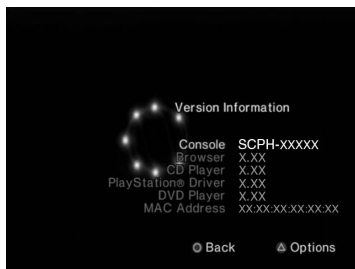 Version Information
Console SCPH-XXXXX
Browser X.XX
CD Player X.XX
PlayStation® Driver X.XX
DVD Player X.XX
MAC Address XX:XX:XX:XX:XX:XX
Back Options